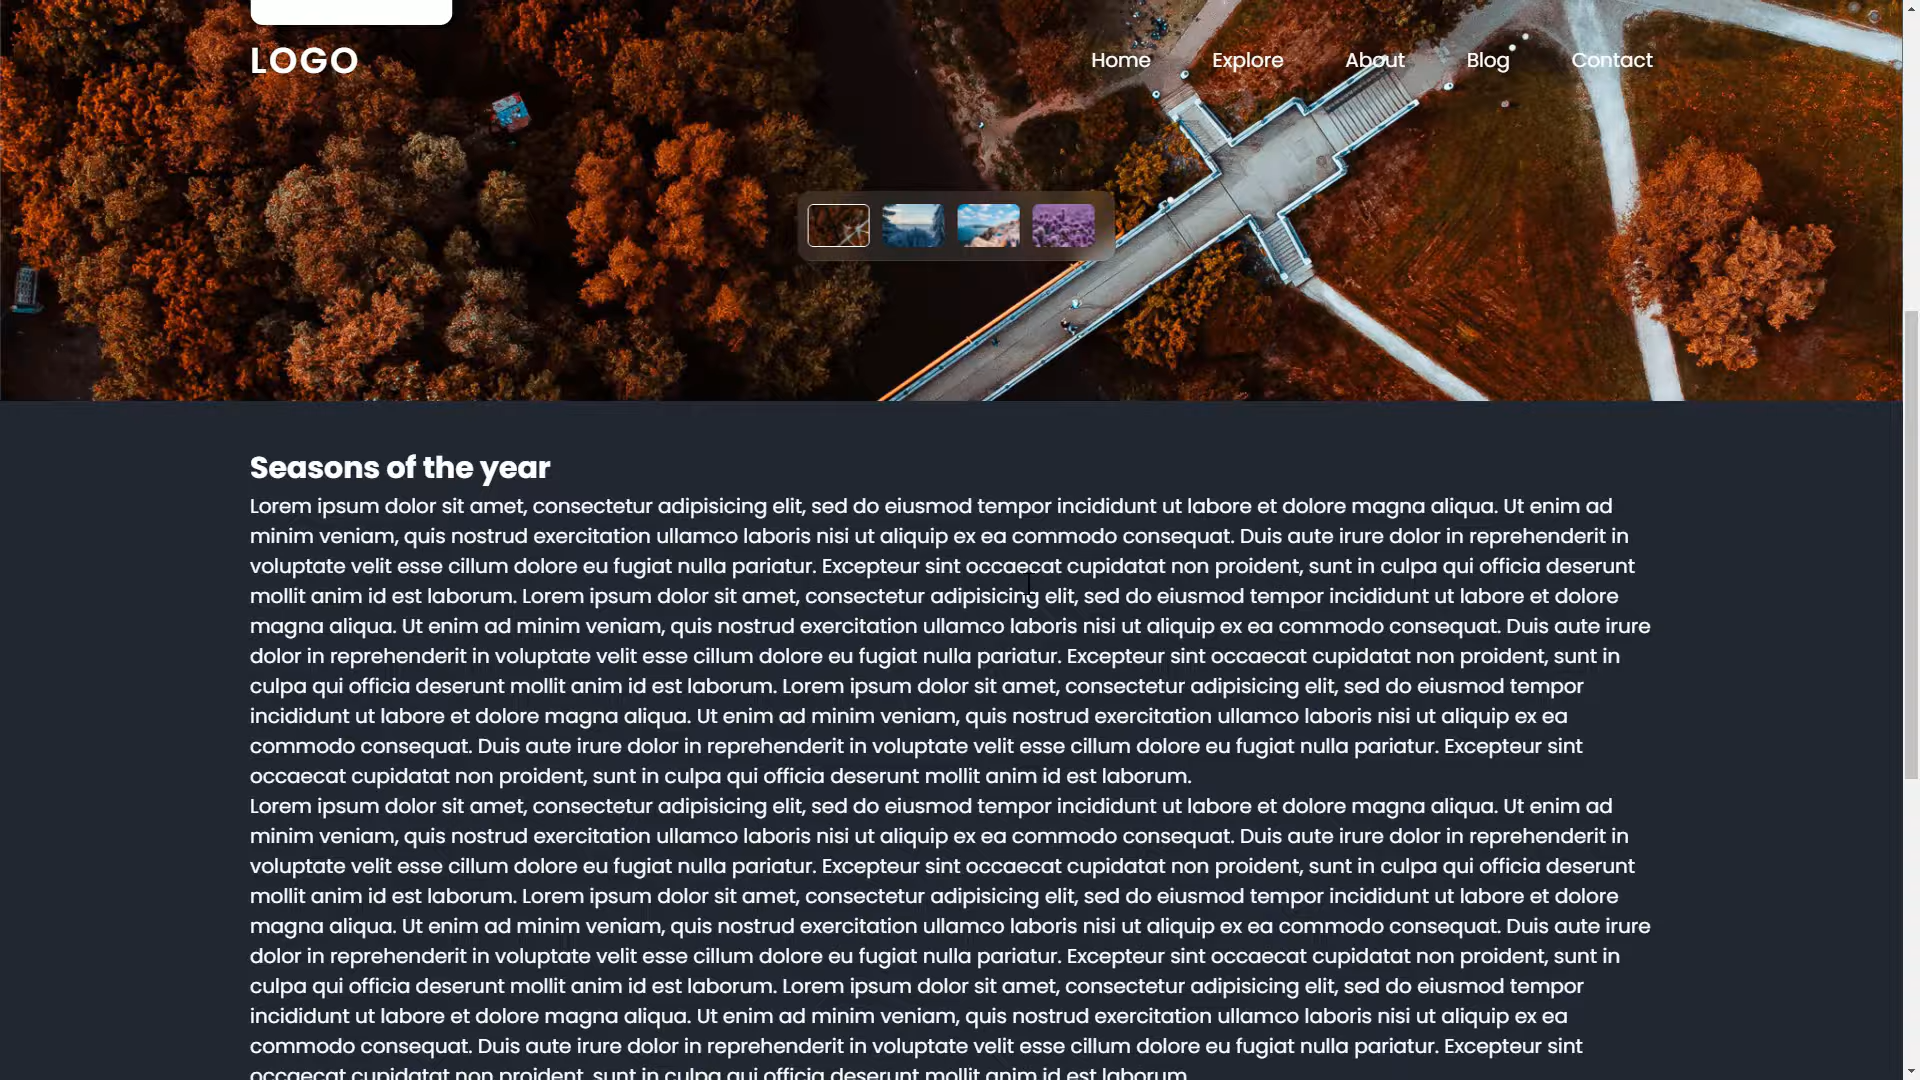 LOGO
Home Explore About Blog Contact
Seasons of the year
Lorem ipsum dolor sit amet, consectetur adipisicing elit, sed do eiusmod tempor incididunt ut labore et dolore magna aliqua. Ut enim ad
minim veniam, quis nostrud exercitation ullamco laboris nisi ut aliquip ex ea commodo consequat. Duis aute irure dolor in reprehenderit in
voluptate velit esse cillum dolore eu fugiat nulla pariatur. Excepteur sint occaecat cupidatat non proident, sunt in culpa qui officia deserunt
mollit anim id est laborum. Lorem ipsum dolor sit amet, consectetur adipisicing elit, sed do eiusmod tempor incididunt ut labore et dolore
magna aliqua. Ut enim ad minim veniam, quis nostrud exercitation ullamco laboris nisi ut aliquip ex ea commodo consequat. Duis aute irure
dolor in reprehenderit in voluptate velit esse cillum dolore eu fugiat nulla pariatur. Excepteur sint occaecat cupidatat non proident, sunt in
culpa qui officia deserunt mollit anim id est laborum. Lorem ipsum dolor sit amet, consectetur adipisicing elit, sed do eiusmod tempor
incididunt ut labore et dolore magna aliqua. Ut enim ad minim veniam, quis nostrud exercitation ullamco laboris nisi ut aliquip ex ea
commodo consequat. Duis aute irure dolor in reprehenderit in voluptate velit esse cillum dolore eu fugiat nulla pariatur. Excepteur sint
occaecat cupidatat non proident, sunt in culpa qui officia deserunt mollit anim id est laborum.
Lorem ipsum dolor sit amet, consectetur adipisicing elit, sed do eiusmod tempor incididunt ut labore et dolore magna aliqua. Ut enim ad
minim veniam, quis nostrud exercitation ullamco laboris nisi ut aliquip ex ea commodo consequat. Duis aute irure dolor in reprehenderit in
voluptate velit esse cillum dolore eu fugiat nulla pariatur. Excepteur sint occaecat cupidatat non proident, sunt in culpa qui officia deserunt
mollit anim id est laborum. Lorem ipsum dolor sit amet, consectetur adipisicing elit, sed do eiusmod tempor incididunt ut labore et dolore
magna aliqua. Ut enim ad minim veniam, quis nostrud exercitation ullamco laboris nisi ut aliquip ex ea commodo consequat. Duis aute irure
dolor in reprehenderit in voluptate velit esse cillum dolore eu fugiat nulla pariatur. Excepteur sint occaecat cupidatat non proident, sunt in
culpa qui officia deserunt mollit anim id est laborum. Lorem ipsum dolor sit amet, consectetur adipisicing elit, sed do eiusmod tempor
incididunt ut labore et dolore magna aliqua. Ut enim ad minim veniam, quis nostrud exercitation ullamco laboris nisi ut aliquip ex ea
commodo consequat. Duis aute irure dolor in reprehenderit in voluptate velit esse cillum dolore eu fugiat nulla pariatur. Excepteur sint
occaecat cupidatat non proident, sunt in culpa qui officia deserunt mollit anim id est laborum.